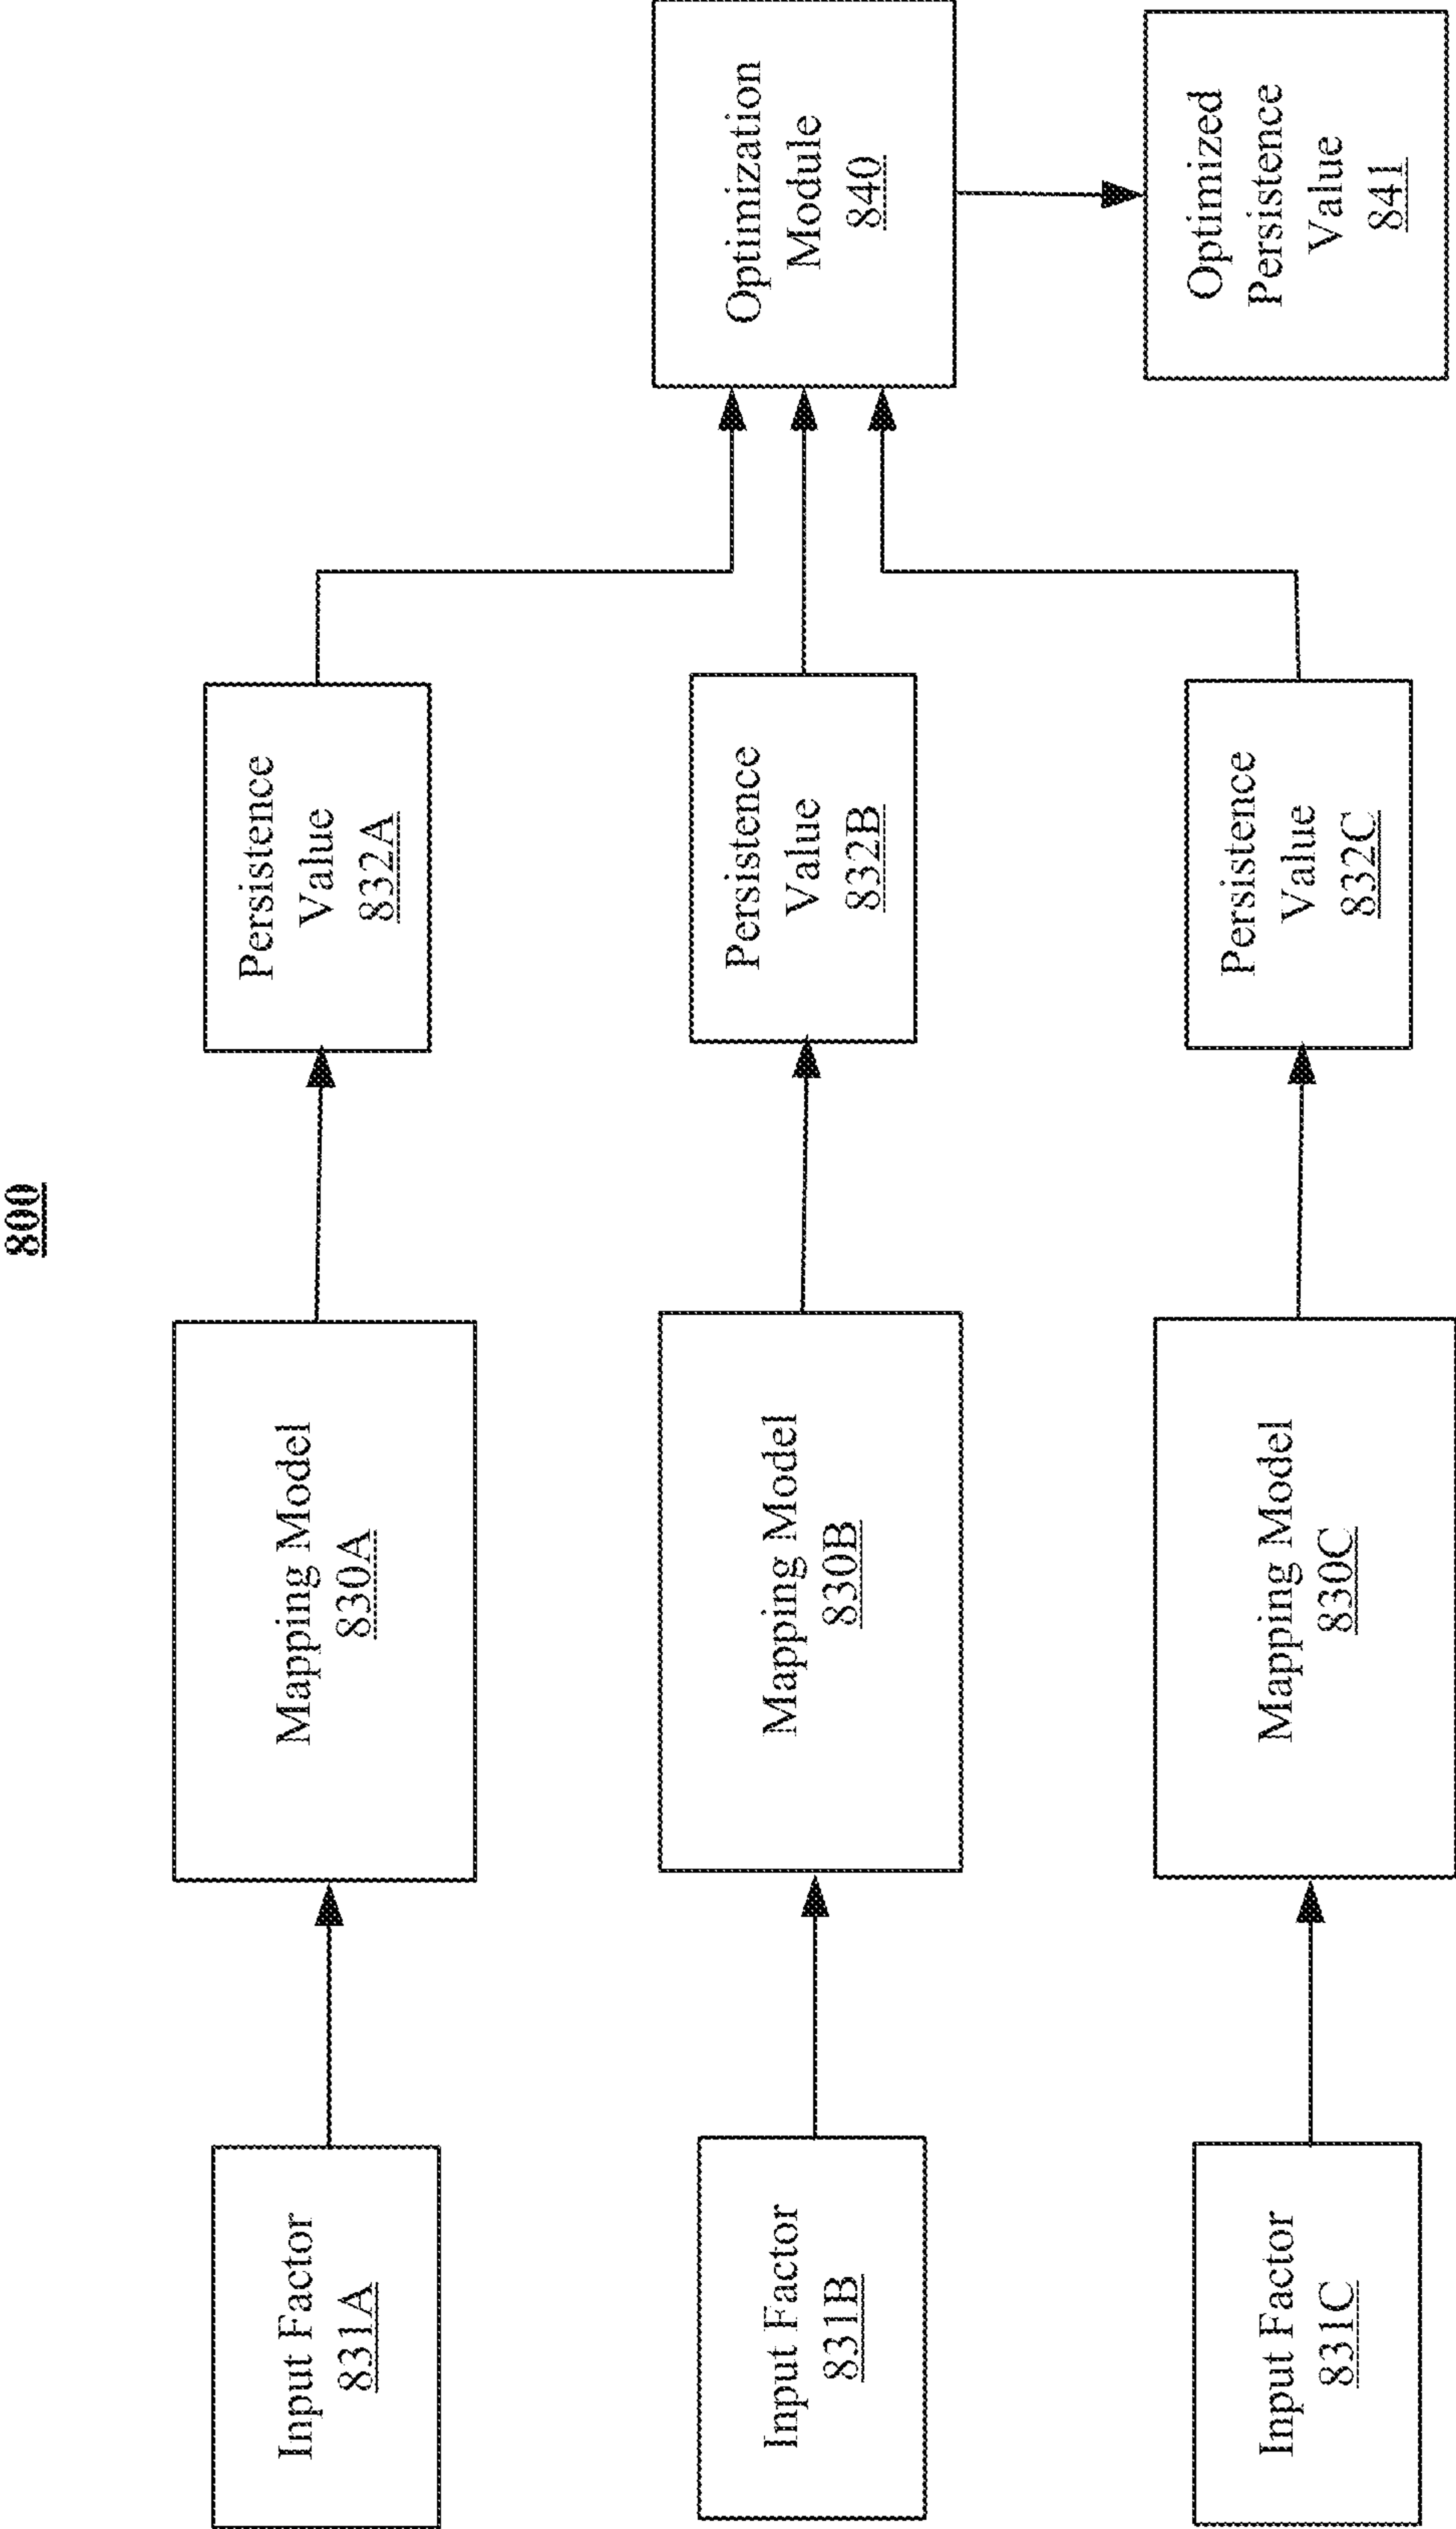 800
Input Factor
831A
Mapping Model
830A
Persistence
Value
832A
Input Factor
831B
Mapping Model
830B
Persistence
Value
832B
Optimization
Module
840
Input Factor
831C
Mapping Model
830C
Persistence
Value
832C
Optimized
Persistence
Value
841